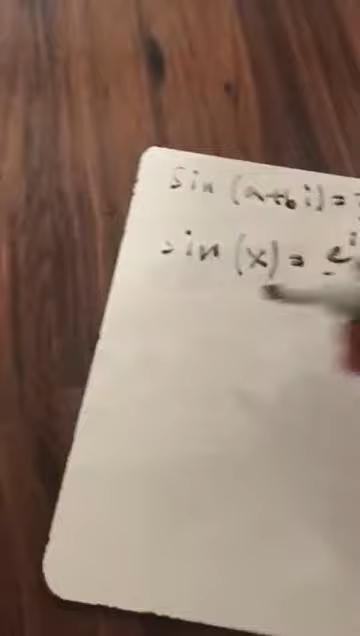 Sin (a+bi) = ?
sin (x) = e^i